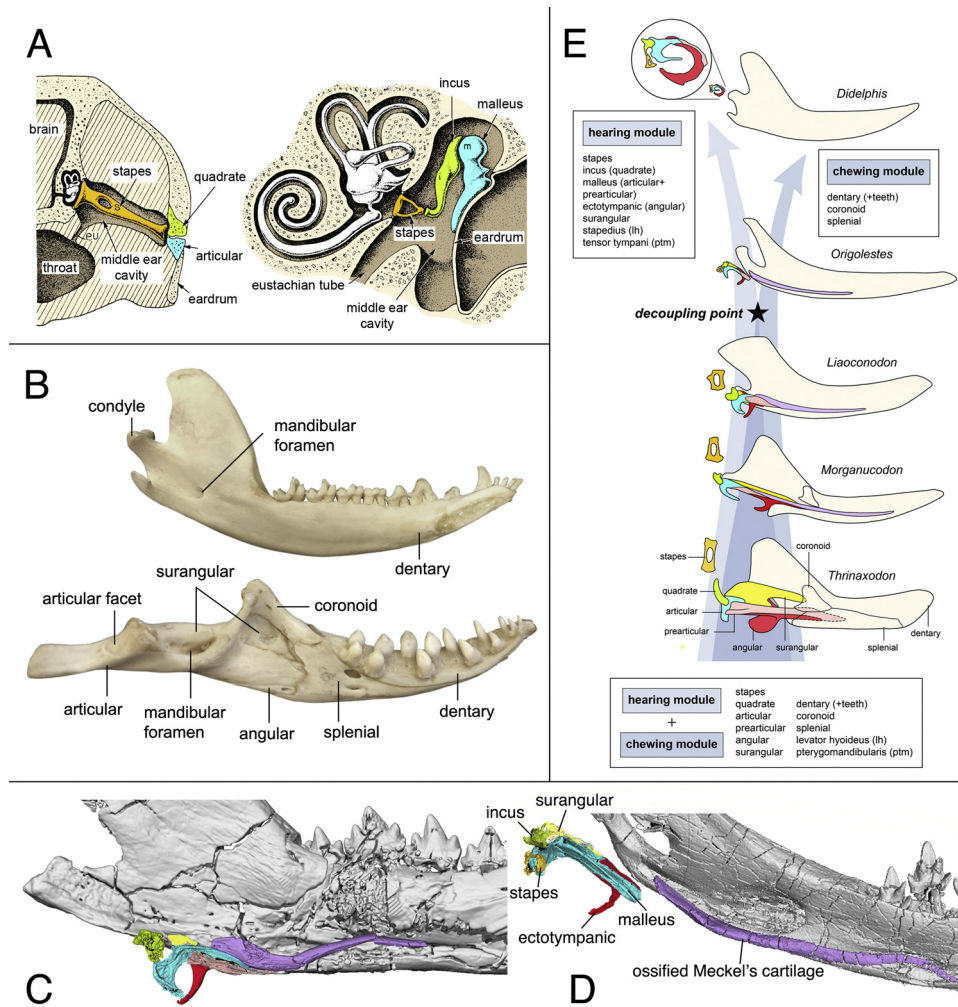 A
brain
stapes
s
quadrate
eu
throat
middle ear
cavity
articular
eardrum
incus
malleus
m
stapes
eardrum
eustachian tube
middle ear
cavity
B
condyle
mandibular
foramen
dentary
surangular
articular facet
coronoid
articular
mandibular
foramen
angular
splenial
dentary
E
Didelphis
hearing module
stapes
incus (quadrate)
malleus (articular+
prearticular)
ectotympanic (angular)
surangular
stapedius (lh)
tensor tympani (ptm)
chewing module
dentary (+teeth)
coronoid
splenial
Origolestes
decoupling point
Liaoconodon
Morganucodon
stapes
coronoid
Thrinaxodon
quadrate
articular
prearticular
angular
surangular
splenial
dentary
hearing module
+
chewing module
stapes
quadrate
articular
prearticular
angular
surangular
dentary (+teeth)
coronoid
splenial
levator hyoideus (lh)
pterygomandibularis (ptm)
C
incus
surangular
stapes
ectotympanic
malleus
ossified Meckel's cartilage
D